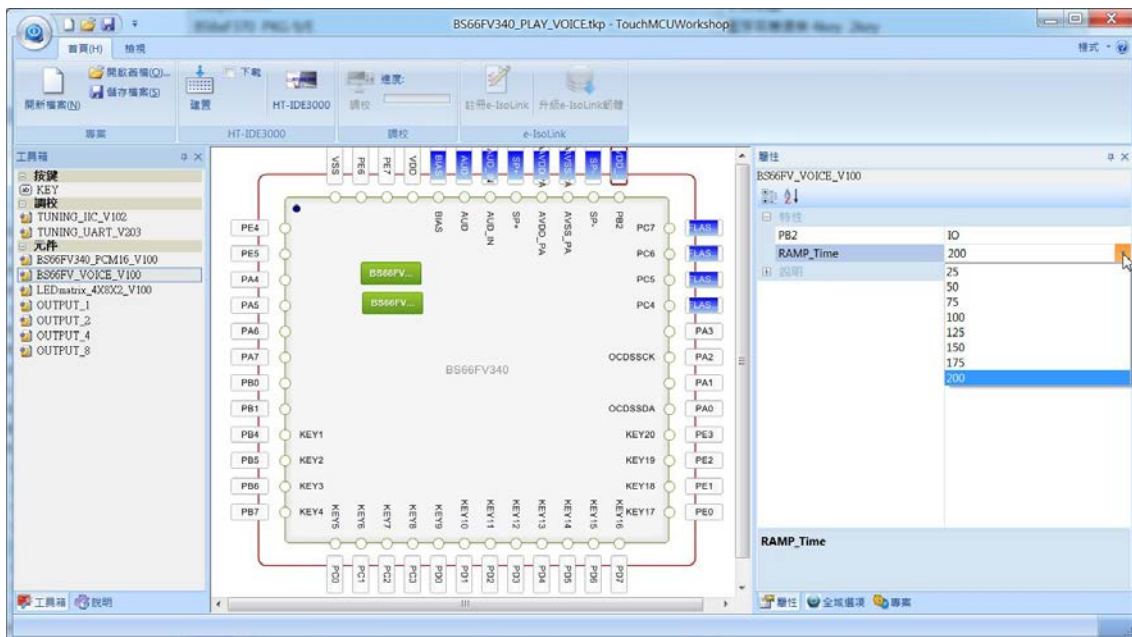 BS66FV340_PLAY_VOICE.tkp - TouchMCUWorkshop
首頁(H) 檢視 樣式
開新檔案(N)
開啟舊檔(O)...
儲存檔案(S)
專案
建置
下載
HT-IDE3000
HT-IDE3000
調校
進度:
調校
註冊e-IsoLink
升級e-IsoLink韌體
e-IsoLink
工具箱
按鍵
KEY
調校
TUNING_IIC_V102
TUNING_UART_V203
元件
BS66FV340_PCM16_V100
BS66FV_VOICE_V100
LEDmatrix_4X8X2_V100
OUTPUT_1
OUTPUT_2
OUTPUT_4
OUTPUT_8
工具箱 說明
VSS PE6 PE7 VDD BIAS AUD SP+ SP-
BIAS AUD AUD_IN SP+ AVDD_PA AVSS_PA SP- PB2
PE4 PC7
PE5 PC6
PA4 BS66FV... PC5
PA5 BS66FV... PC4
PA6 PA3
PA7 OCDSSCK PA2
BS66FV340
PB0 PA1
PB1 OCDSSDA PA0
PB4 KEY1 KEY20 PE3
PB5 KEY2 KEY19 PE2
PB6 KEY3 KEY18 PE1
PB7 KEY4 KEY17 PE0
KEY5 KEY6 KEY7 KEY8 KEY9 KEY10 KEY11 KEY12 KEY13 KEY14 KEY15 KEY16
PC0 PC1 PC2 PC3 PD0 PD1 PD2 PD3 PD4 PD5 PD6 PD7
屬性
BS66FV_VOICE_V100
特性
PB2 IO
RAMP_Time 200
說明
25
50
75
100
125
150
175
200
RAMP_Time
屬性 全域選項 專案